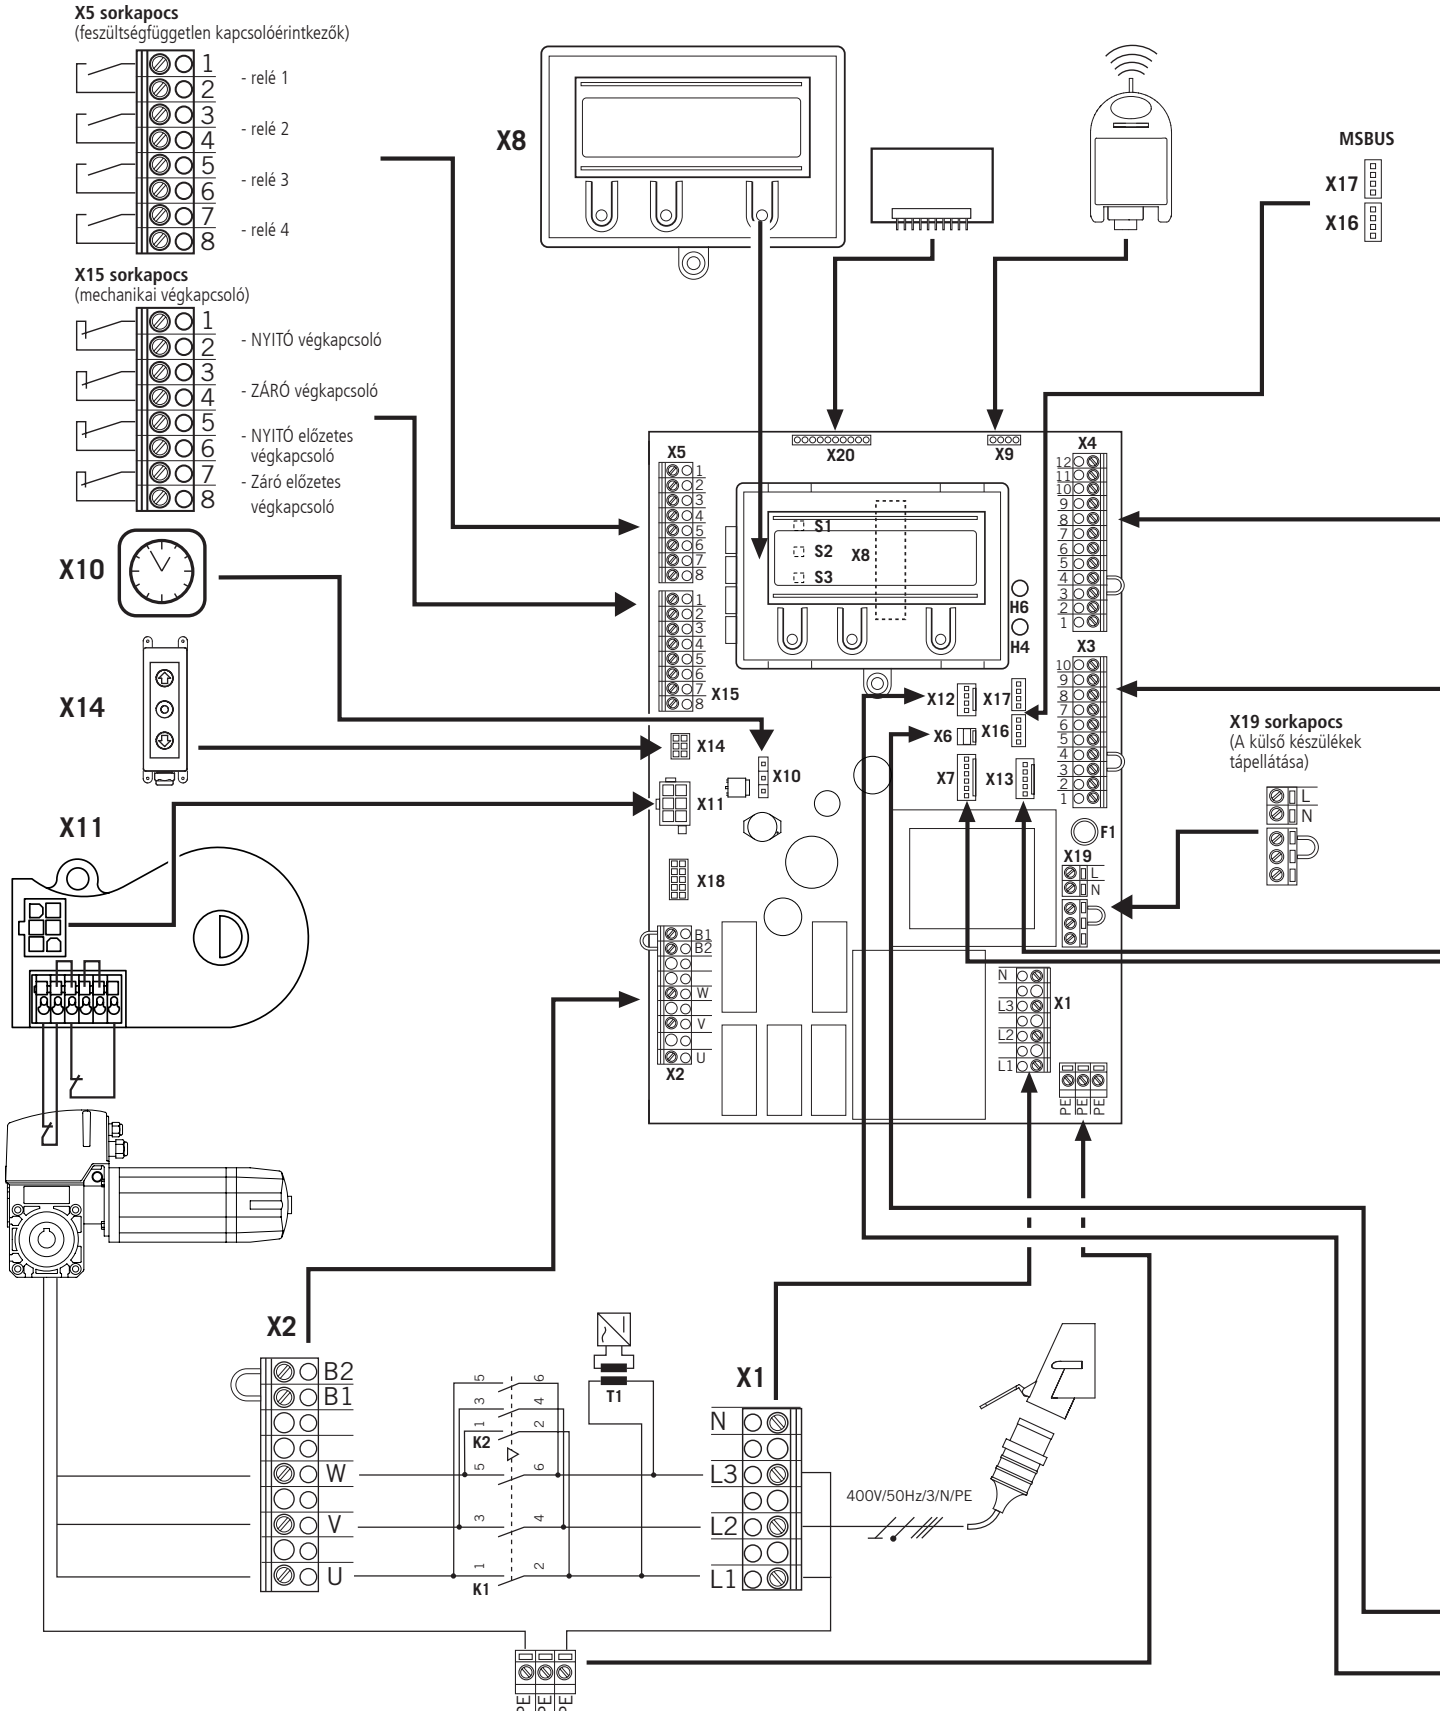 X5 sorkapocs
(feszültségfüggetlen kapcsolóérintkezők)
1
2
3
4
5
6
7
8
- relé 1
- relé 2
- relé 3
- relé 4
X15 sorkapocs
(mechanikai végkapcsoló)
1
2
3
4
5
6
7
8
- NYITÓ végkapcsoló
- ZÁRÓ végkapcsoló
- NYITÓ előzetes
végkapcsoló
- Záró előzetes
végkapcsoló
X10
X14
X11
X8
MSBUS
X17
X16
X20
X9
X5
1
2
3
4
5
6
7
8
1
2
3
4
5
6
7
8
X15
S1
S2
S3
X8
H6
H4
X4
12
11
10
9
8
7
6
5
4
3
2
1
X3
10
9
8
7
6
5
4
3
2
1
X12
X17
X6
X16
X7
X13
X14
X10
X11
X18
F1
X19
L
N
X19 sorkapocs
(A külső készülékek
tápellátása)
L
N
B1
B2
W
V
U
X2
N
L3
L2
L1
X1
PE
PE
PE
X2
B2
B1
W
V
U
5
3
1
6
4
2
K2
5
6
3
4
1
2
K1
T1
X1
N
L3
L2
L1
400V/50Hz/3/N/PE
PE
PE
PE